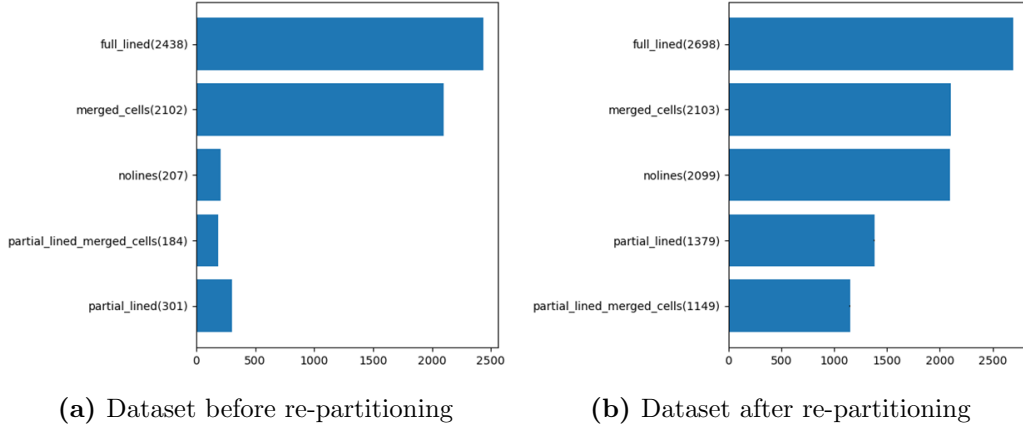 full_lined(2438)
merged_cells(2102)
nolines(207)
partial_lined_merged_cells(184)
partial_lined(301)
0 500 1000 1500 2000 2500
(a) Dataset before re-partitioning
full_lined(2698)
merged_cells(2103)
nolines(2099)
partial_lined(1379)
partial_lined_merged_cells(1149)
0 500 1000 1500 2000 2500
(b) Dataset after re-partitioning